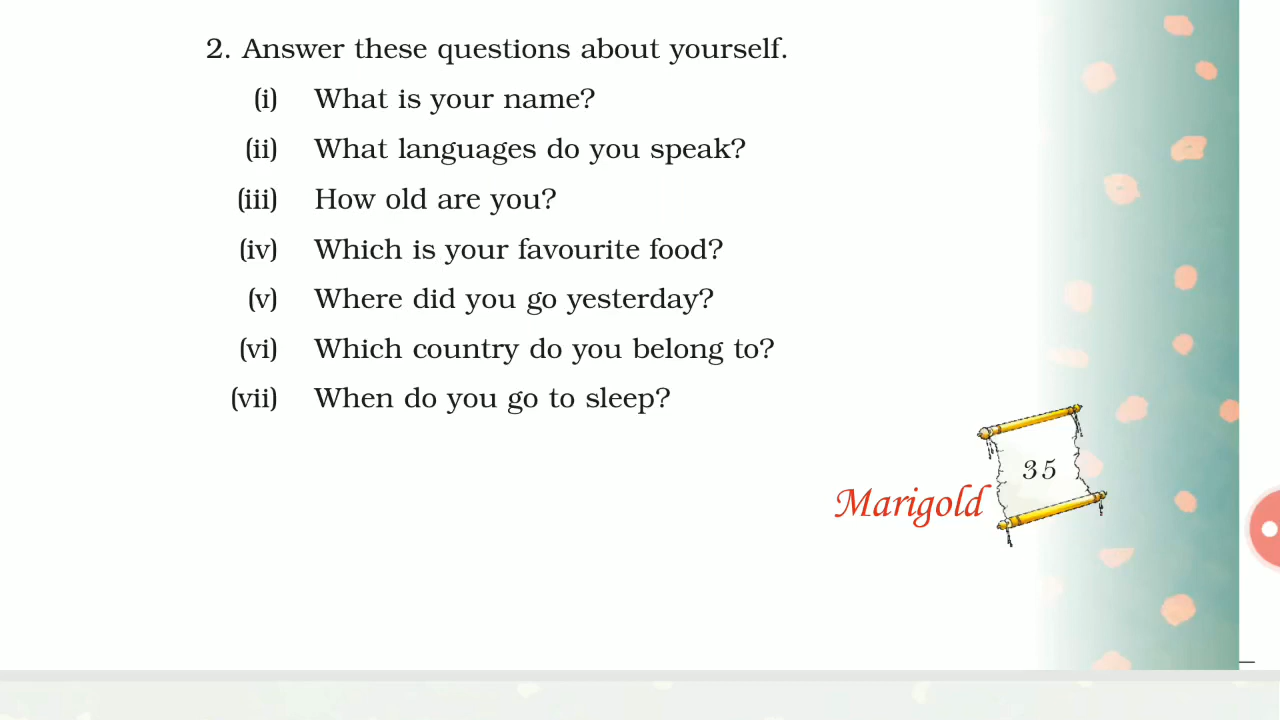 2. Answer these questions about yourself.
(i) What is your name?
(ii) What languages do you speak?
(iii) How old are you?
(iv) Which is your favourite food?
(v) Where did you go yesterday?
(vi) Which country do you belong to?
(vii) When do you go to sleep?
35
Marigold